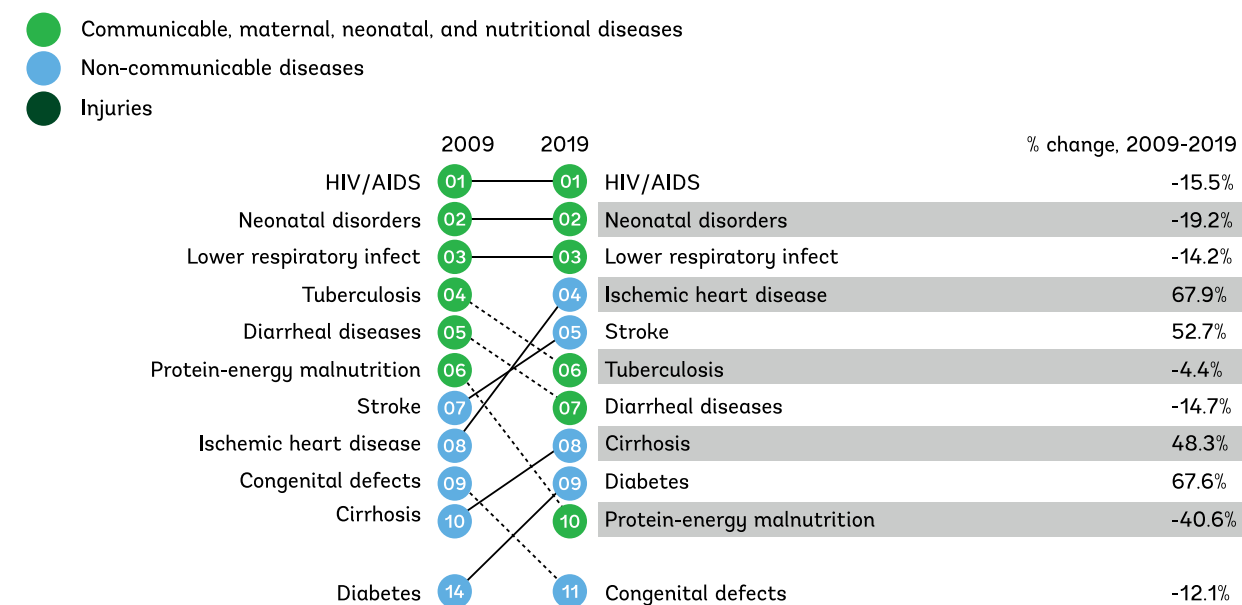 Communicable, maternal, neonatal, and nutritional diseases
Non-communicable diseases
Injuries
2009 2019 % change, 2009-2019
HIV/AIDS 01 01 HIV/AIDS -15.5%
Neonatal disorders 02 02 Neonatal disorders -19.2%
Lower respiratory infect 03 03 Lower respiratory infect -14.2%
Tuberculosis 04 04 Ischemic heart disease 67.9%
Diarrheal diseases 05 05 Stroke 52.7%
Protein-energy malnutrition 06 06 Tuberculosis -4.4%
Stroke 07 07 Diarrheal diseases -14.7%
Ischemic heart disease 08 08 Cirrhosis 48.3%
Congenital defects 09 09 Diabetes 67.6%
Cirrhosis 10 10 Protein-energy malnutrition -40.6%
Diabetes 14 11 Congenital defects -12.1%